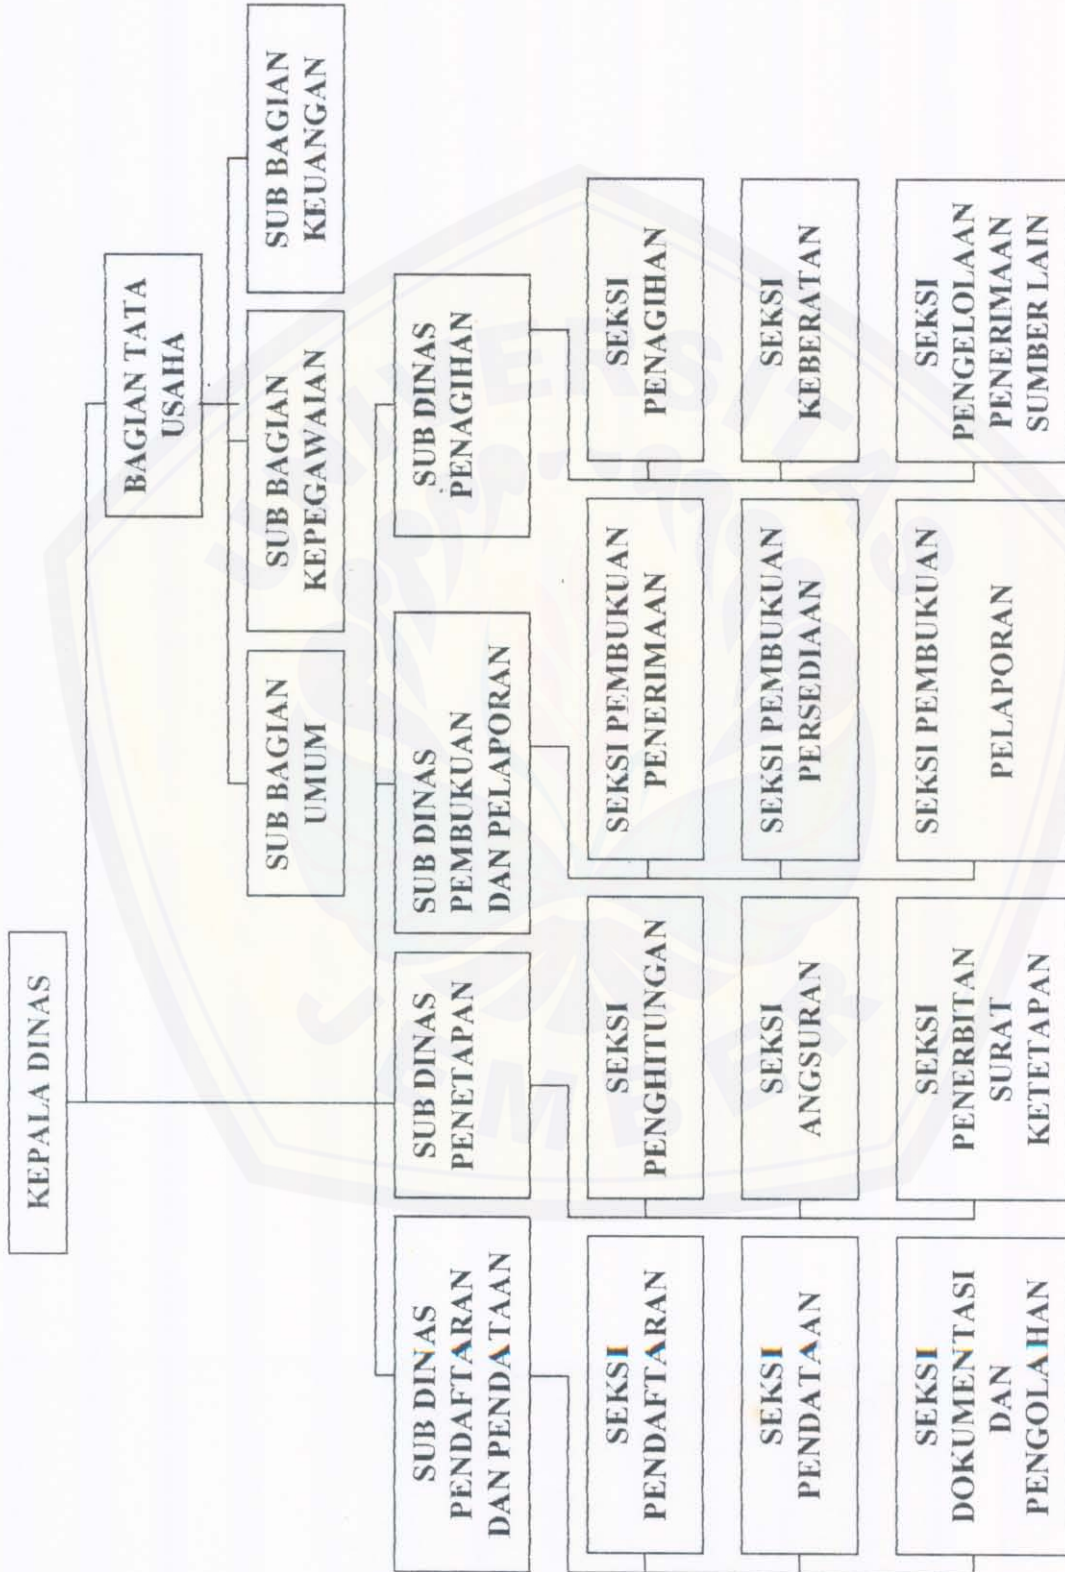 KEPALA DINAS
BAGIAN TATA
USAHA
SUB BAGIAN
UMUM
SUB BAGIAN
KEPEGAWAIAN
SUB BAGIAN
KEUANGAN
SUB DINAS
PENDAFTARAN
DAN PENDATAAN
SUB DINAS
PENETAPAN
SUB DINAS
PEMBUKUAN
DAN PELAPORAN
SUB DINAS
PENAGIHAN
SEKSI
PENDAFTARAN
SEKSI
PENGHITUNGAN
SEKSI PEMBUKUAN
PENERIMAAN
SEKSI
PENAGIHAN
SEKSI
PENDATAAN
SEKSI
ANGSURAN
SEKSI PEMBUKUAN
PERSEDIAAN
SEKSI
KEBERATAN
SEKSI
DOKUMENTASI
DAN
PENGOLAHAN
SEKSI
PENERBITAN
SURAT
KETETAPAN
SEKSI PEMBUKUAN
PELAPORAN
SEKSI
PENGELOLAAN
PENERIMAAN
SUMBER LAIN
UNIVERSITAS
JEMBER